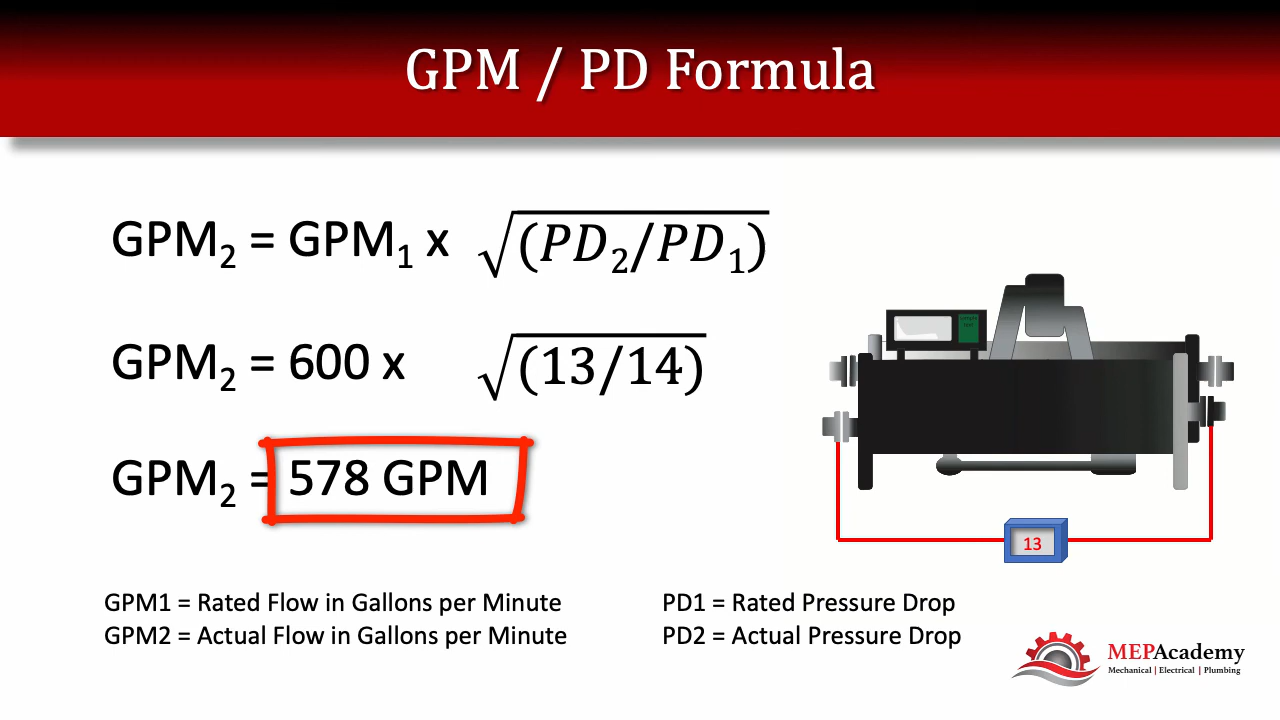 GPM / PD Formula
GPM₂ = GPM₁ x √(PD₂/PD₁)
GPM₂ = 600 x √(13/14)
GPM₂ = 578 GPM
13
GPM1 = Rated Flow in Gallons per Minute
GPM2 = Actual Flow in Gallons per Minute
PD1 = Rated Pressure Drop
PD2 = Actual Pressure Drop
MEPAcademy
Mechanical | Electrical | Plumbing